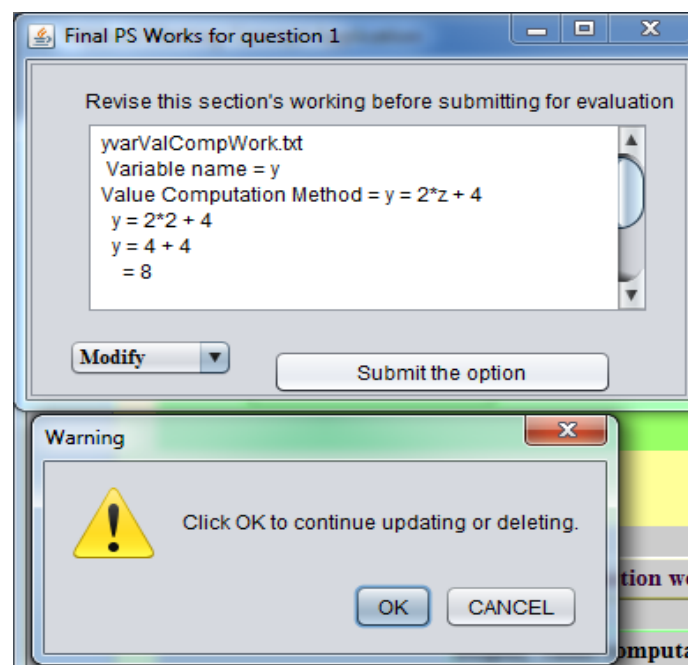 Final PS Works for question 1
Revise this section's working before submitting for evaluation
yvarValCompWork.txt
Variable name = y
Value Computation Method = y = 2*z + 4
y = 2*2 + 4
y = 4 + 4
= 8
Modify
Submit the option
Warning
Click OK to continue updating or deleting.
OK
CANCEL